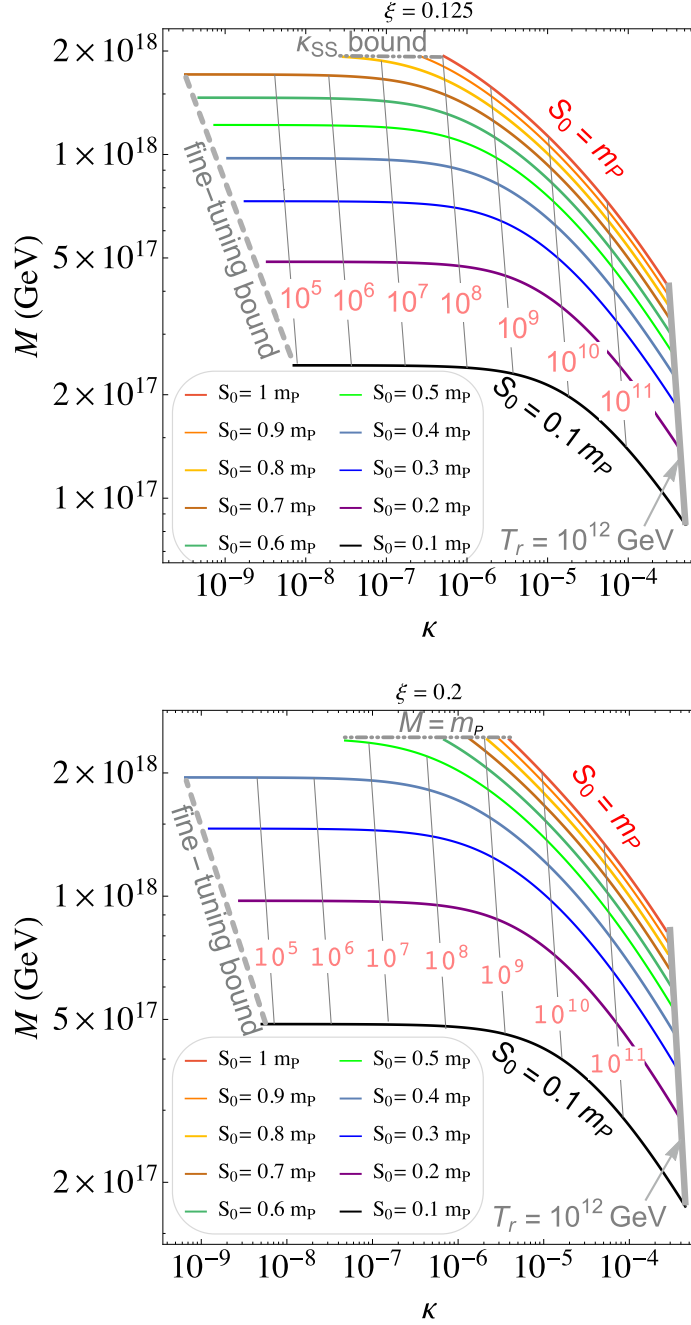 ξ = 0.125
κSS bound
S0 = mP
fine-tuning bound
M (GeV)
2 × 10^18
1 × 10^18
5 × 10^17
2 × 10^17
1 × 10^17
10^5
10^6
10^7
10^8
10^9
10^10
10^11
S0 = 0.1 mP
S0= 1 mP
S0= 0.5 mP
S0= 0.9 mP
S0= 0.4 mP
S0= 0.8 mP
S0= 0.3 mP
S0= 0.7 mP
S0= 0.2 mP
S0= 0.6 mP
S0= 0.1 mP
Tr = 10^12 GeV
10^-9
10^-8
10^-7
10^-6
10^-5
10^-4
κ
ξ = 0.2
M = mP
S0 = mP
fine-tuning bound
M (GeV)
2 × 10^18
1 × 10^18
5 × 10^17
2 × 10^17
10^5
10^6
10^7
10^8
10^9
10^10
10^11
S0 = 0.1 mP
S0= 1 mP
S0= 0.5 mP
S0= 0.9 mP
S0= 0.4 mP
S0= 0.8 mP
S0= 0.3 mP
S0= 0.7 mP
S0= 0.2 mP
S0= 0.6 mP
S0= 0.1 mP
Tr = 10^12 GeV
10^-9
10^-8
10^-7
10^-6
10^-5
10^-4
κ